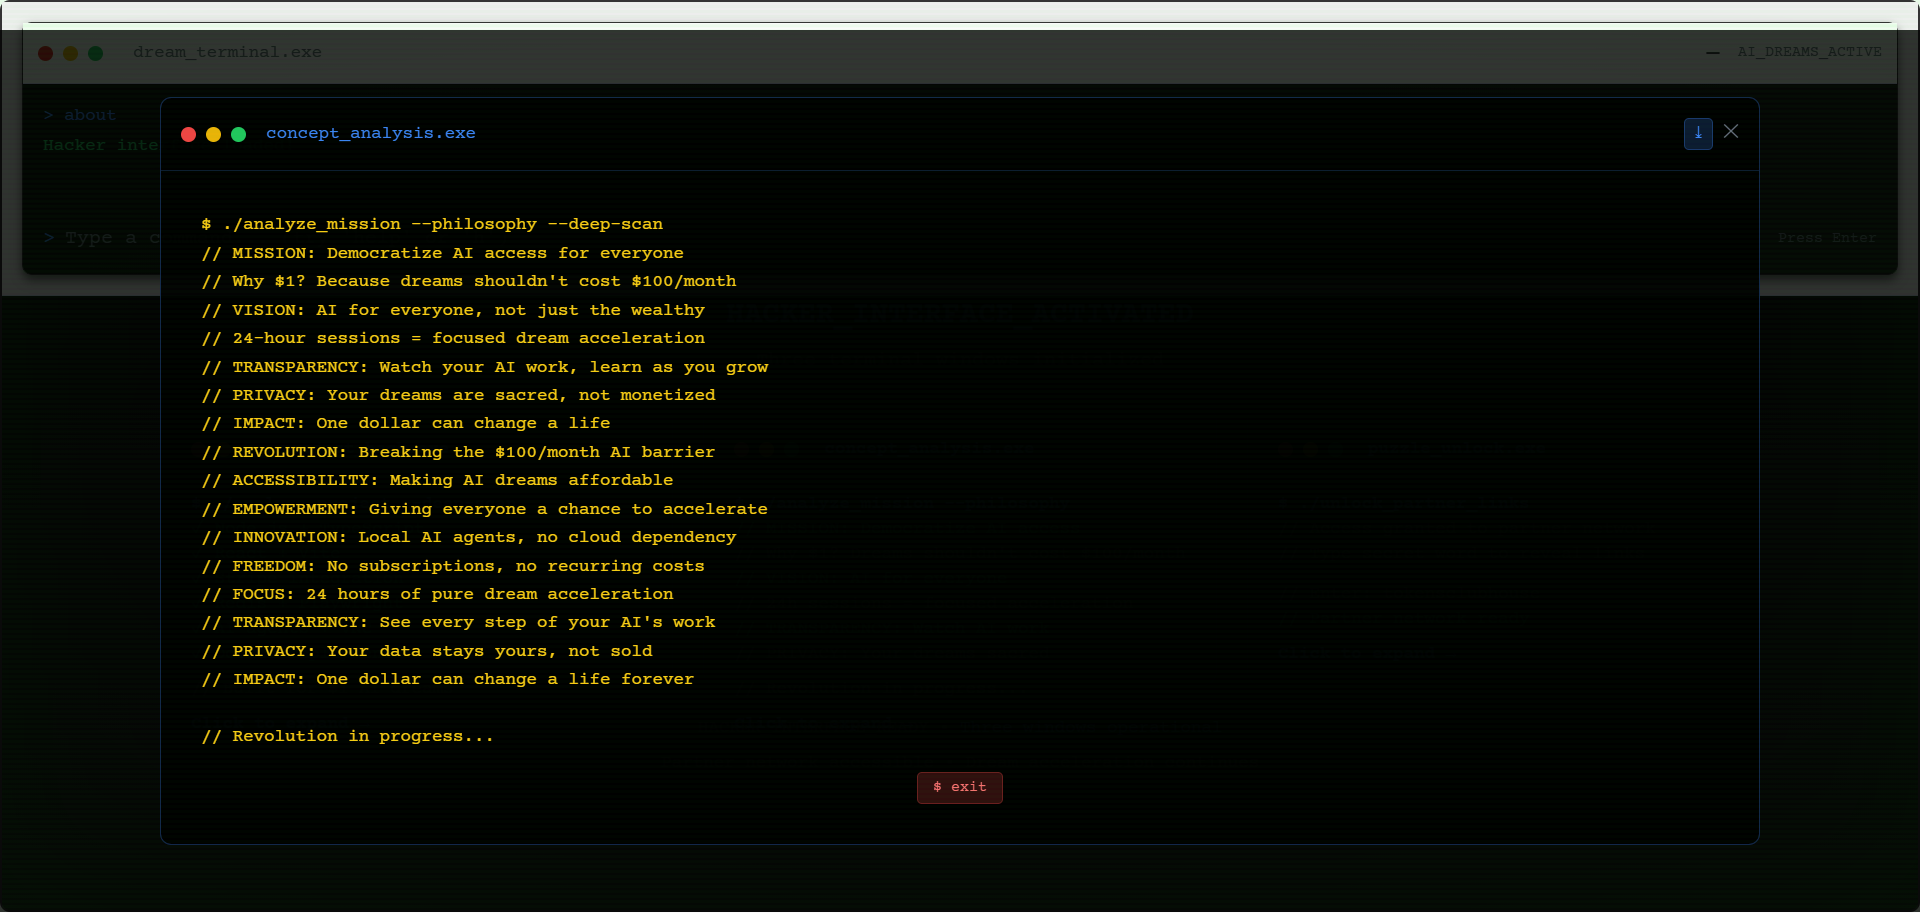 dream_terminal.exe
AI_DREAMS_ACTIVE
> about
Hacker inte
> Type a c
Press Enter
concept_analysis.exe
$ ./analyze_mission --philosophy --deep-scan
// MISSION: Democratize AI access for everyone
// Why $1? Because dreams shouldn't cost $100/month
// VISION: AI for everyone, not just the wealthy
// 24-hour sessions = focused dream acceleration
// TRANSPARENCY: Watch your AI work, learn as you grow
// PRIVACY: Your dreams are sacred, not monetized
// IMPACT: One dollar can change a life
// REVOLUTION: Breaking the $100/month AI barrier
// ACCESSIBILITY: Making AI dreams affordable
// EMPOWERMENT: Giving everyone a chance to accelerate
// INNOVATION: Local AI agents, no cloud dependency
// FREEDOM: No subscriptions, no recurring costs
// FOCUS: 24 hours of pure dream acceleration
// TRANSPARENCY: See every step of your AI's work
// PRIVACY: Your data stays yours, not sold
// IMPACT: One dollar can change a life forever
// Revolution in progress...
$ exit